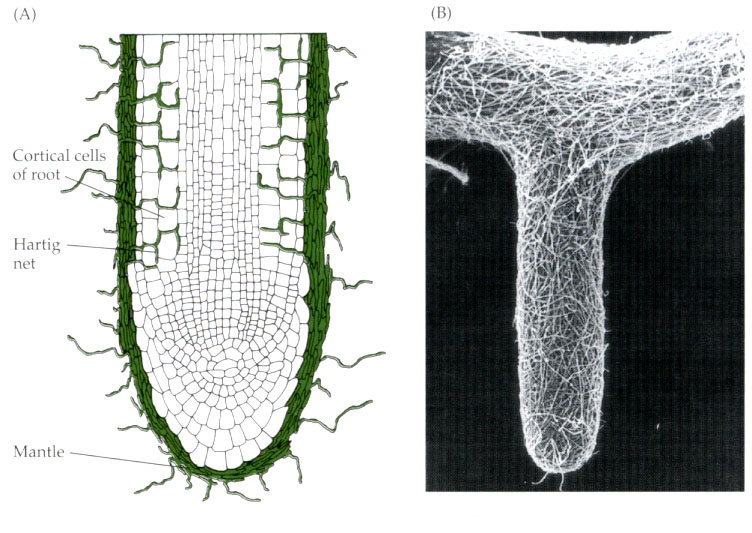 (A)
(B)
Cortical cells
of root
Hartig
net
Mantle